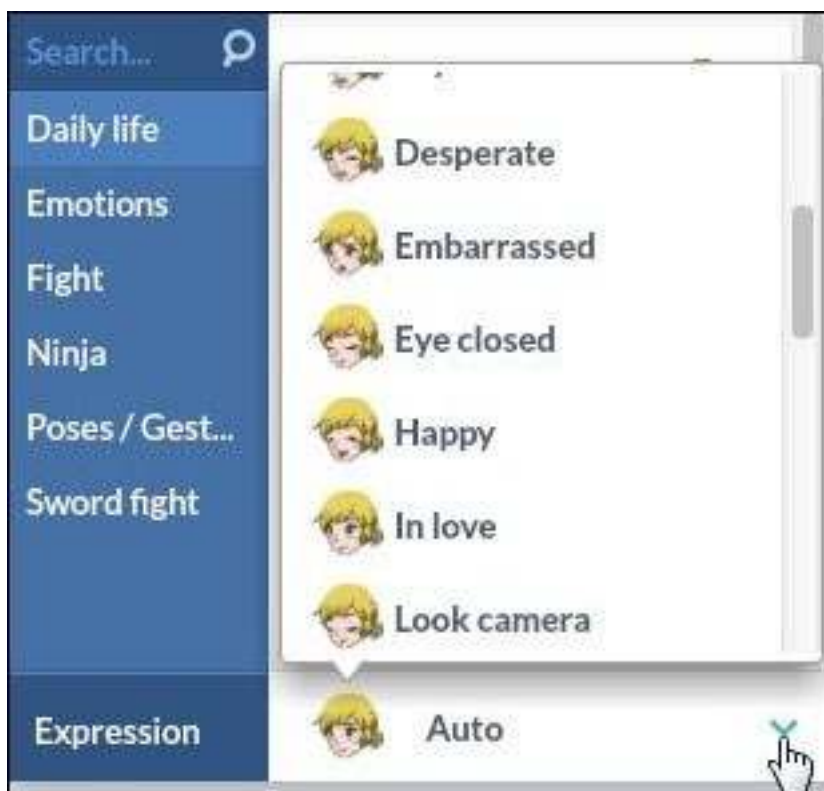 Search...
Daily life
Emotions
Fight
Ninja
Poses / Gest...
Sword fight
Desperate
Embarrassed
Eye closed
Happy
In love
Look camera
Expression
Auto